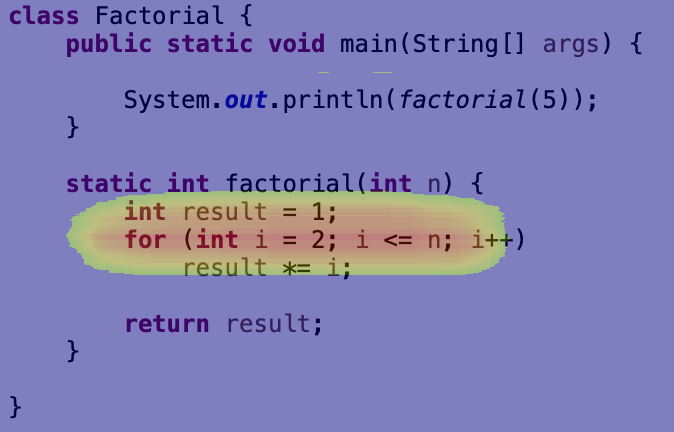 class Factorial {
    public static void main(String[] args) {
        System.out.println(factorial(5));
    }
    static int factorial(int n) {
        int result = 1;
        for (int i = 2; i <= n; i++)
            result *= i;
        return result;
    }
}